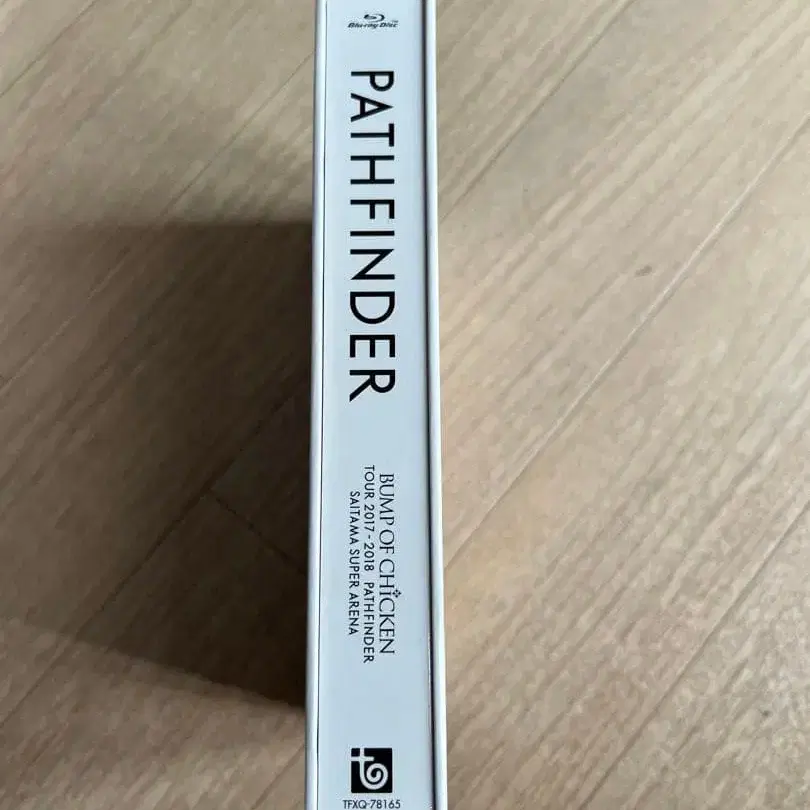 Blu-ray Disc
PATHFINDER
BUMP OF CHICKEN
TOUR 2017-2018 PATHFINDER
SAITAMA SUPER ARENA
TFXQ-78165